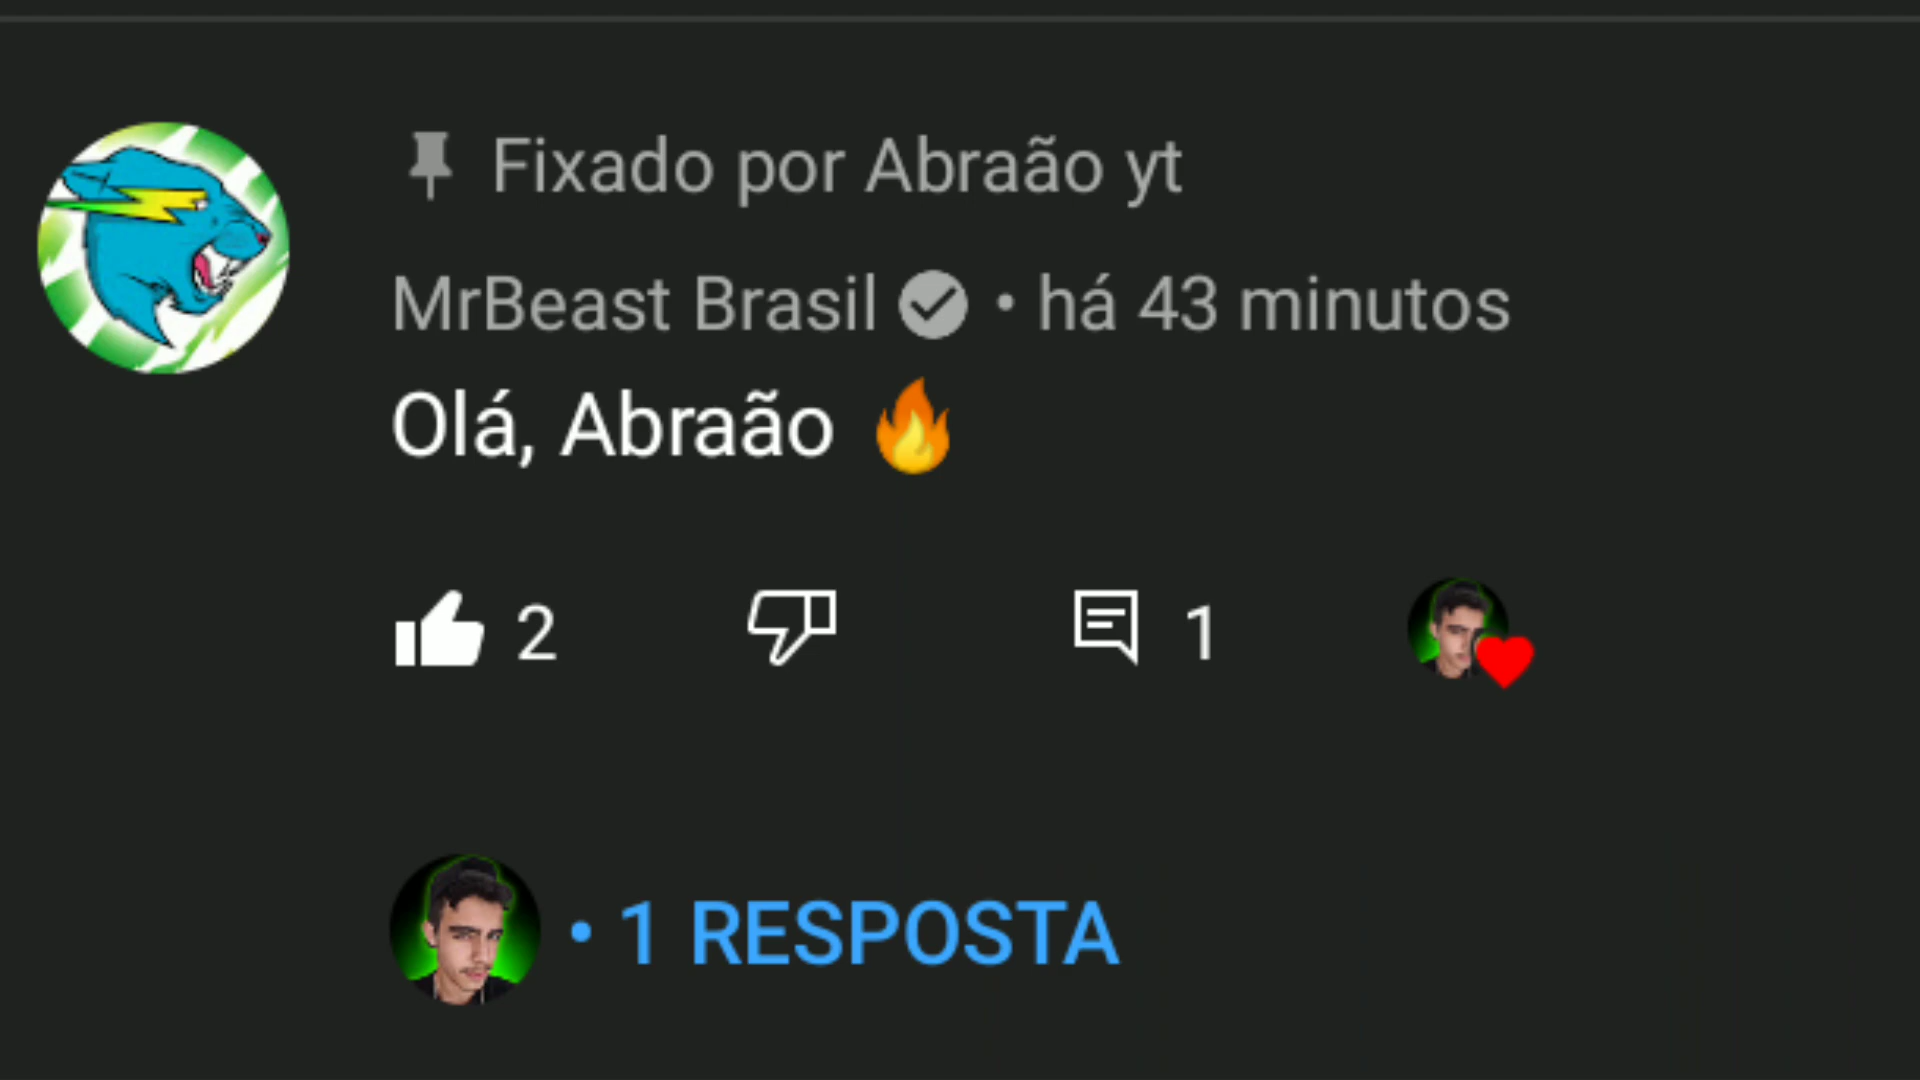 Fixado por Abraão yt
MrBeast Brasil • há 43 minutos
Olá, Abraão 🔥
2 1
• 1 RESPOSTA